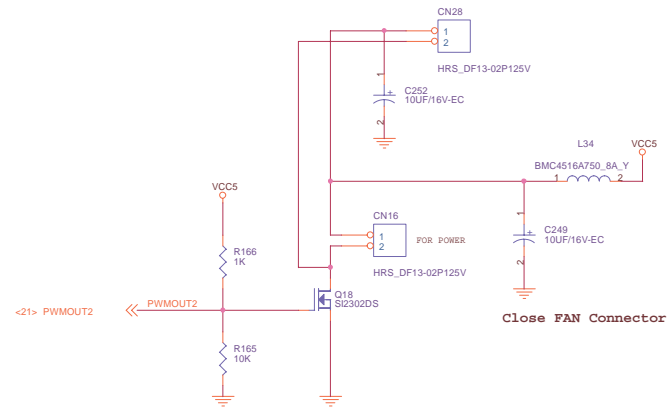 CN28
1
2
HRS_DF13-02P125V
1
C252
10UF/16V-EC
2
L34
VCC5
BMC4516A750_8A_Y
1
2
VCC5
CN16
1
2
FOR POWER
1
C249
10UF/16V-EC
2
R166
1K
HRS_DF13-02P125V
Q18
SI2302DS
<21> PWMOUT2
PWMOUT2
Close FAN Connector
R165
10K